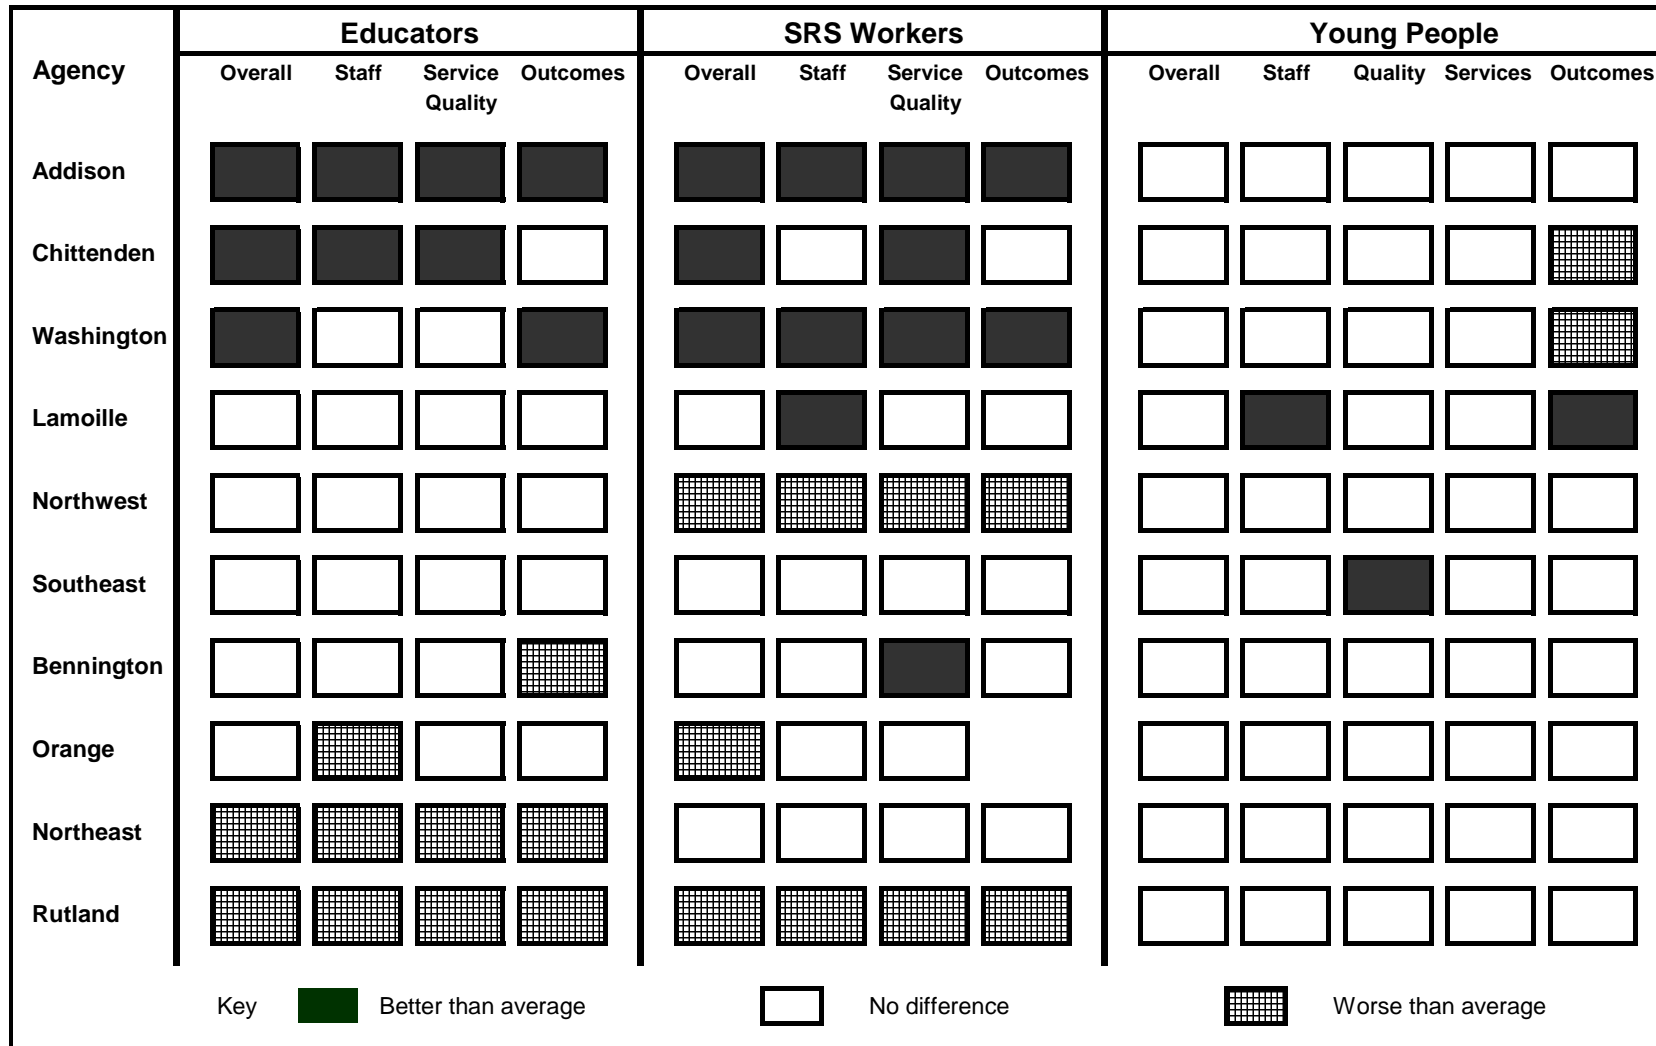 Educators SRS Workers Young People
Agency Overall Staff Service Outcomes Overall Staff Service Outcomes Overall Staff Quality Services Outcomes
Quality Quality
Addison
Chittenden
Washington
Lamoille
Northwest
Southeast
Bennington
Orange
Northeast
Rutland
Key Better than average No difference Worse than average